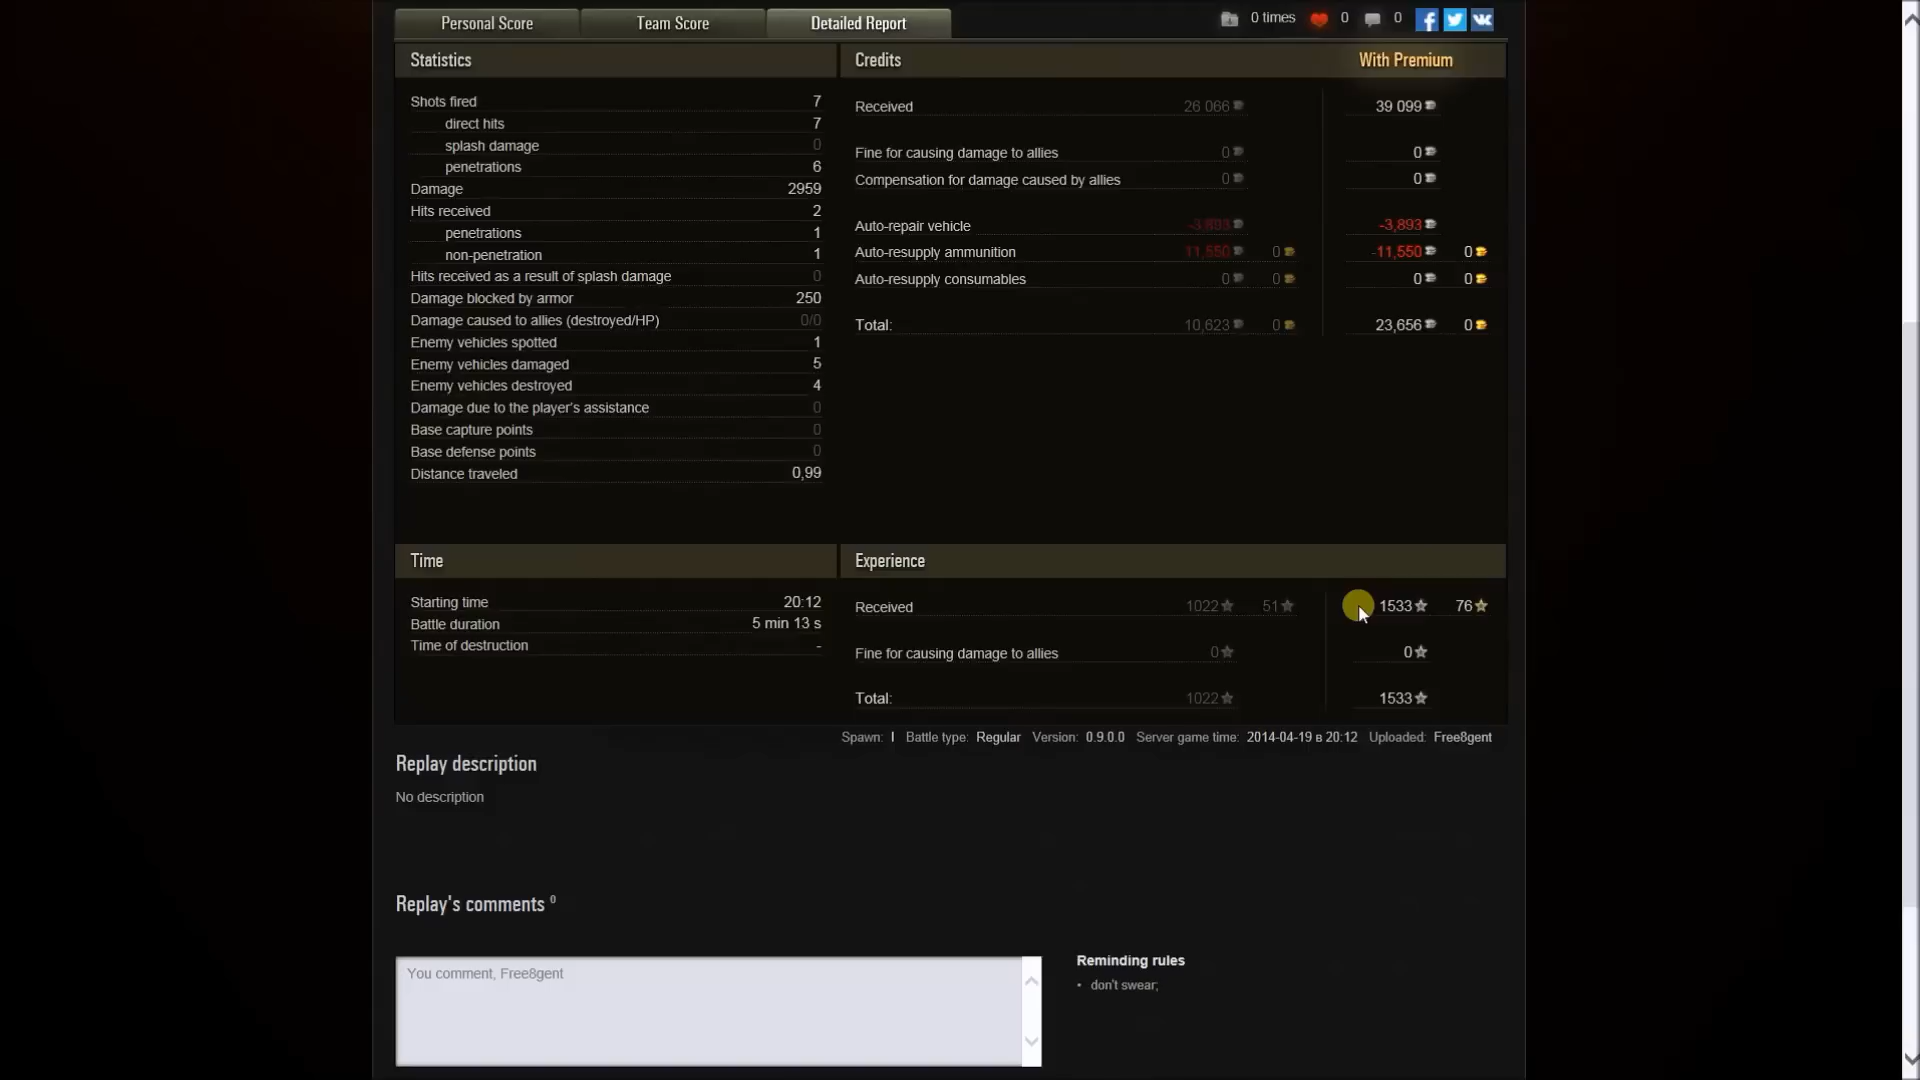 Personal Score Team Score Detailed Report 0 times 0 0
Statistics
Shots fired 7
direct hits 7
splash damage 0
penetrations 6
Damage 2959
Hits received 2
penetrations 1
non-penetration 1
Hits received as a result of splash damage 0
Damage blocked by armor 250
Damage caused to allies (destroyed/HP) 0/0
Enemy vehicles spotted 1
Enemy vehicles damaged 5
Enemy vehicles destroyed 4
Damage due to the player's assistance 0
Base capture points 0
Base defense points 0
Distance traveled 0,99
Credits With Premium
Received 26 066 39 099
Fine for causing damage to allies 0 0
Compensation for damage caused by allies 0 0
Auto-repair vehicle -3,893 -3,893
Auto-resupply ammunition 11,550 0 -11,550 0
Auto-resupply consumables 0 0 0 0
Total: 10,623 0 23,656 0
Time
Starting time 20:12
Battle duration 5 min 13 s
Time of destruction -
Experience
Received 1022 51 1533 76
Fine for causing damage to allies 0 0
Total: 1022 1533
Spawn: I Battle type: Regular Version: 0.9.0.0 Server game time: 2014-04-19 в 20:12 Uploaded: Free8gent
Replay description
No description
Replay's comments 0
You comment, Free8gent
Reminding rules
• don't swear;